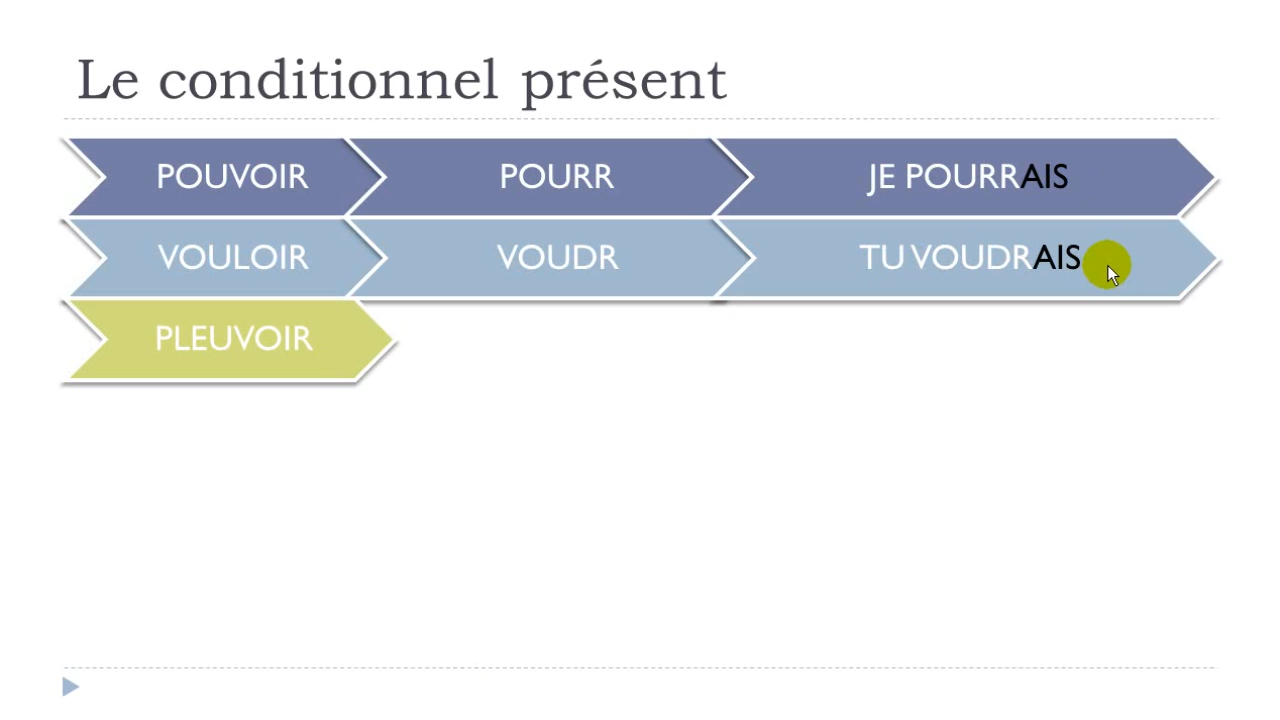 Le conditionnel présent
POUVOIR POURR JE POURRAIS
VOULOIR VOUDR TU VOUDRAIS
PLEUVOIR